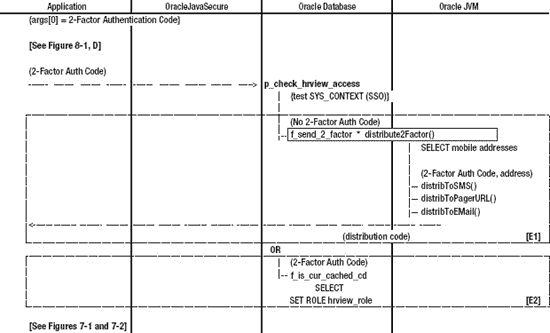 Application OracleJavaSecure Oracle Database Oracle JVM
{args[0] = 2-Factor Authentication Code}
[See Figure 8-1, D]
(2-Factor Auth Code)
p_check_hrview_access
{test SYS_CONTEXT (SSO)}
(No 2-Factor Auth Code)
f_send_2_factor * distribute2Factor()
SELECT mobile addresses
(2-Factor Auth Code, address)
distribToSMS()
distribToPagerURL()
distribToEMail()
(distribution code) [E1]
OR
(2-Factor Auth Code)
f_is_cur_cached_cd
SELECT
SET ROLE hrview_role [E2]
[See Figures 7-1 and 7-2]